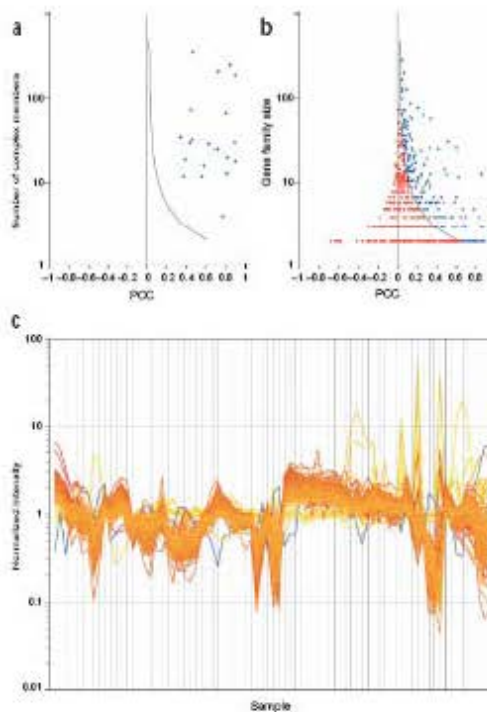 a
b
Number of complex members
100
10
1
−1 −0.8 −0.6 −0.4 −0.2 0 0.2 0.4 0.6 0.8 1
PCC
Gene family size
100
10
1
−1 −0.8 −0.6 −0.4 −0.2 0 0.2 0.4 0.6 0.8
PCC
c
Normalized intensity
100
10
1
0.1
0.01
Sample